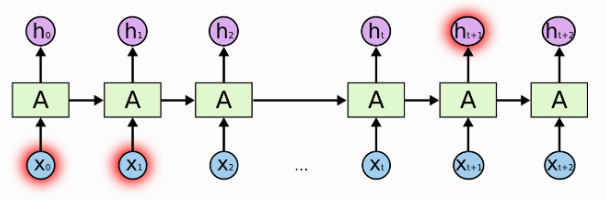 h₀ h₁ h₂ hₜ hₜ₊₁ hₜ₊₂
A A A A A A
x₀ x₁ x₂ ... xₜ xₜ₊₁ xₜ₊₂